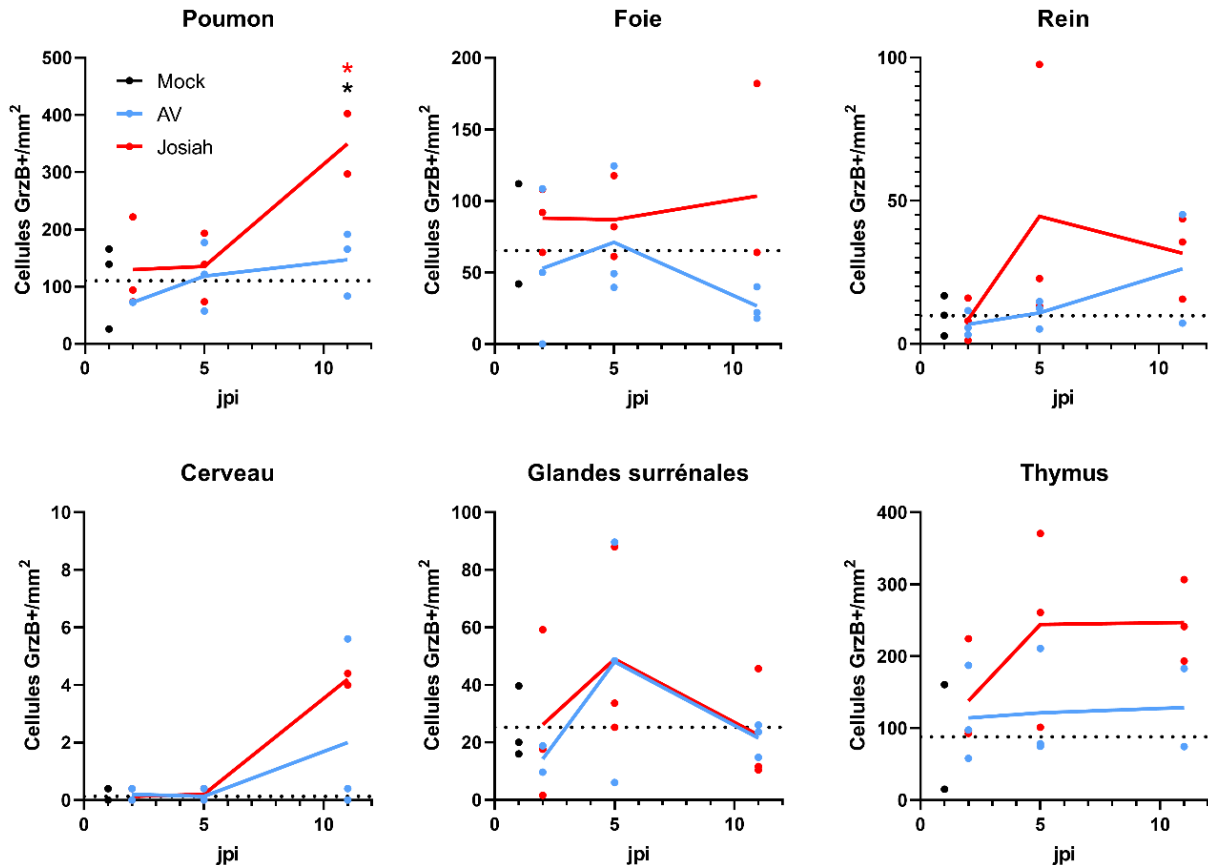 Poumon
Cellules GrzB+/mm²
500
400
300
200
100
0
Mock
AV
Josiah
*
*
0 5 10
jpi
Foie
Cellules GrzB+/mm²
200
150
100
50
0
0 5 10
jpi
Rein
Cellules GrzB+/mm²
100
50
0
0 5 10
jpi
Cerveau
Cellules GrzB+/mm²
10
8
6
4
2
0
0 5 10
jpi
Glandes surrénales
Cellules GrzB+/mm²
100
80
60
40
20
0
0 5 10
jpi
Thymus
Cellules GrzB+/mm²
400
300
200
100
0
0 5 10
jpi